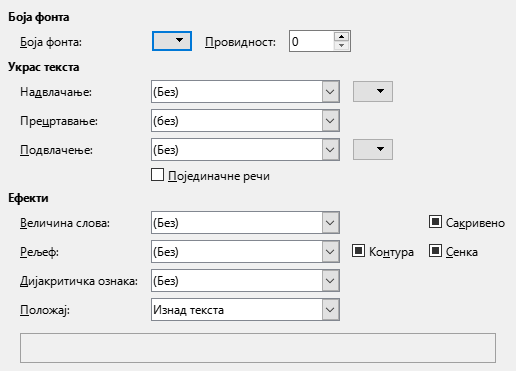 Боја фонта
Боја фонта: Провидност: 0
Украс текста
Надвлачање: (Без)
Прецртавање: (без)
Подвлачење: (Без)
Појединачне речи
Ефекти
Величина слова: (Без) Сакривено
Рељеф: (Без) Контура Сенка
Дијакритичка ознака: (Без)
Положај: Изнад текста